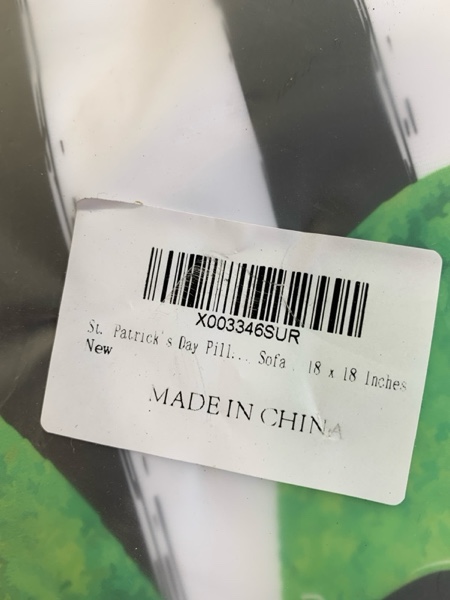 X003346SUR
St. Patrick's Day Pill... Sofa , 18 x 18 Inches
New
MADE IN CHINA